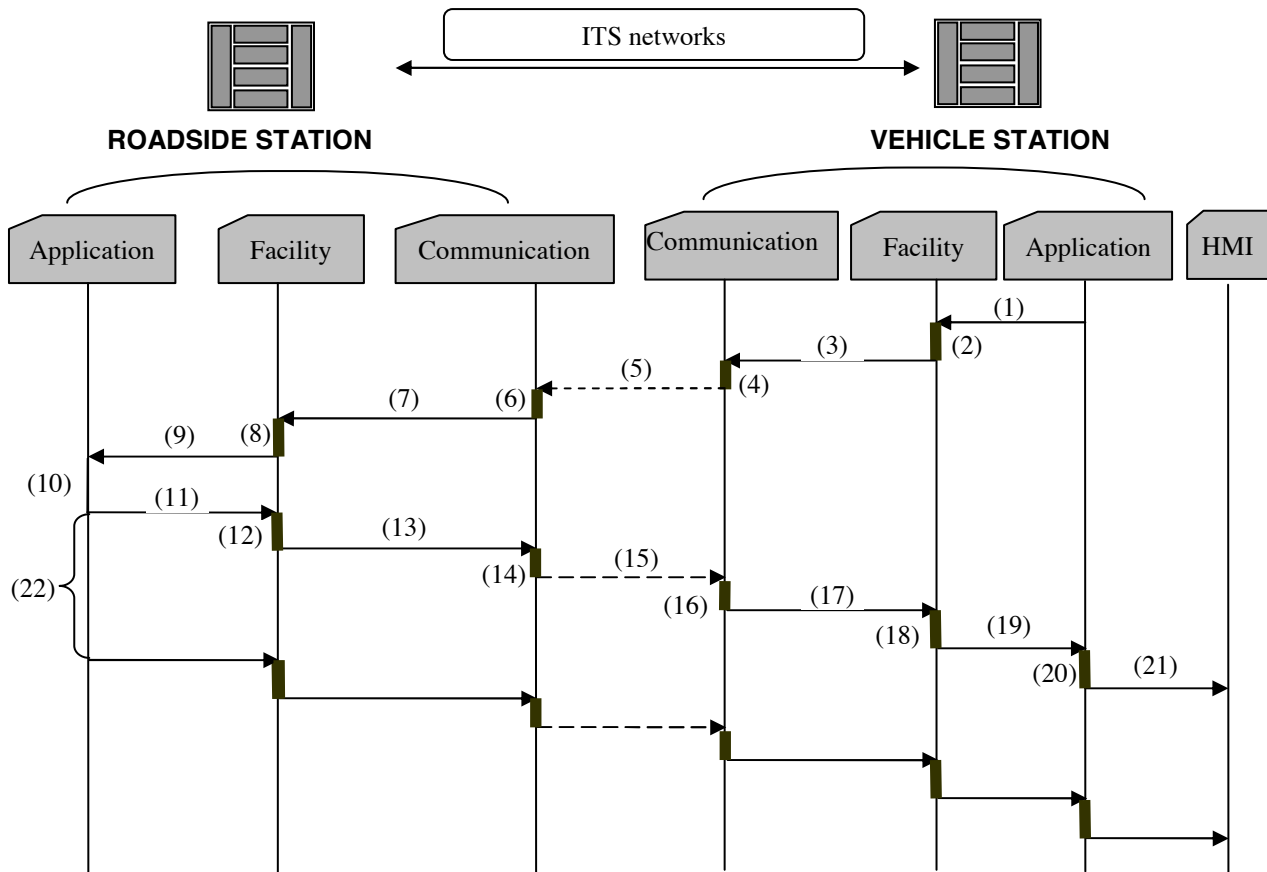 ITS networks
ROADSIDE STATION
VEHICLE STATION
Application
Facility
Communication
Communication
Facility
Application
HMI
(1)
(2)
(3)
(4)
(5)
(6)
(7)
(8)
(9)
(10)
(11)
(12)
(13)
(14)
(15)
(16)
(17)
(18)
(19)
(20)
(21)
(22)